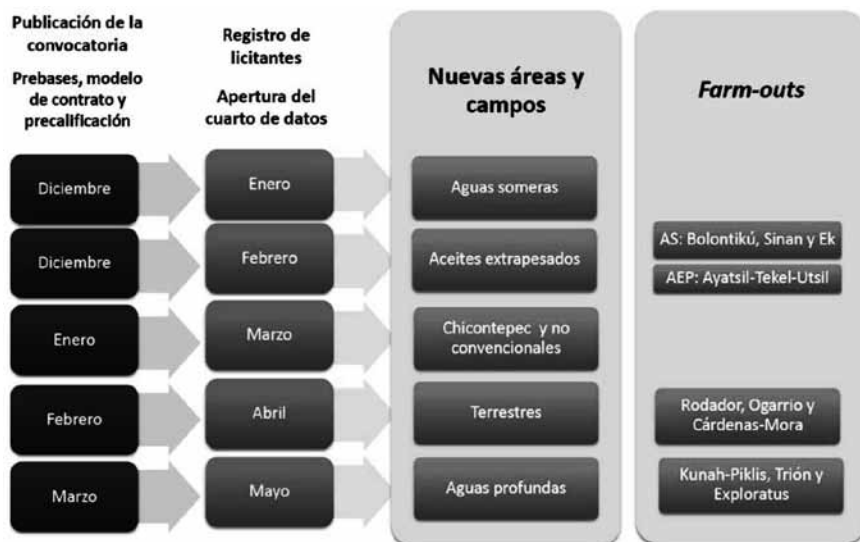 Publicación de la
convocatoria
Prebases, modelo
de contrato y
precalificación
Registro de
licitantes
Apertura del
cuarto de datos
Nuevas áreas y
campos
Farm-outs
Diciembre
Enero
Aguas someras
Diciembre
Febrero
Aceites extrapesados
AS: Bolontikú, Sinan y Ek
AEP: Ayatsil-Tekel-Utsil
Enero
Marzo
Chicontepec y no
convencionales
Febrero
Abril
Terrestres
Rodador, Ogarrio y
Cárdenas-Mora
Marzo
Mayo
Aguas profundas
Kunah-Piklis, Trión y
Exploratus